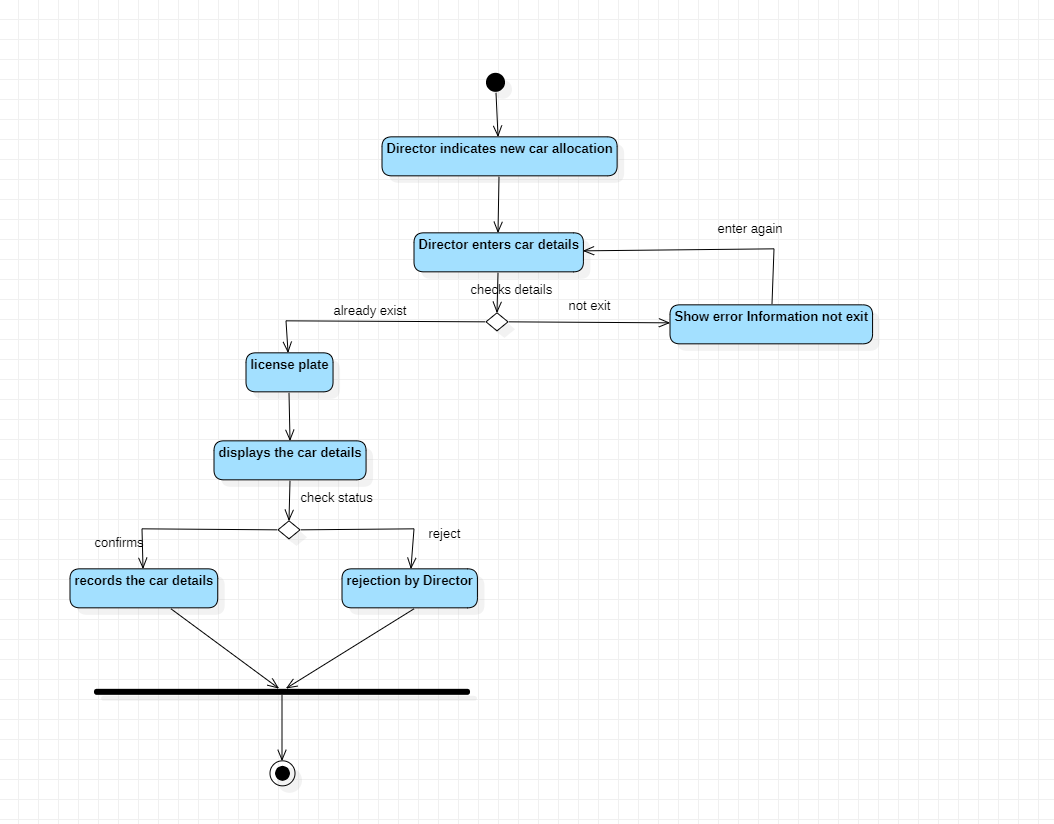 Director indicates new car allocation
enter again
Director enters car details
checks details
not exit
already exist
Show error Information not exit
license plate
displays the car details
check status
reject
confirms
records the car details
rejection by Director